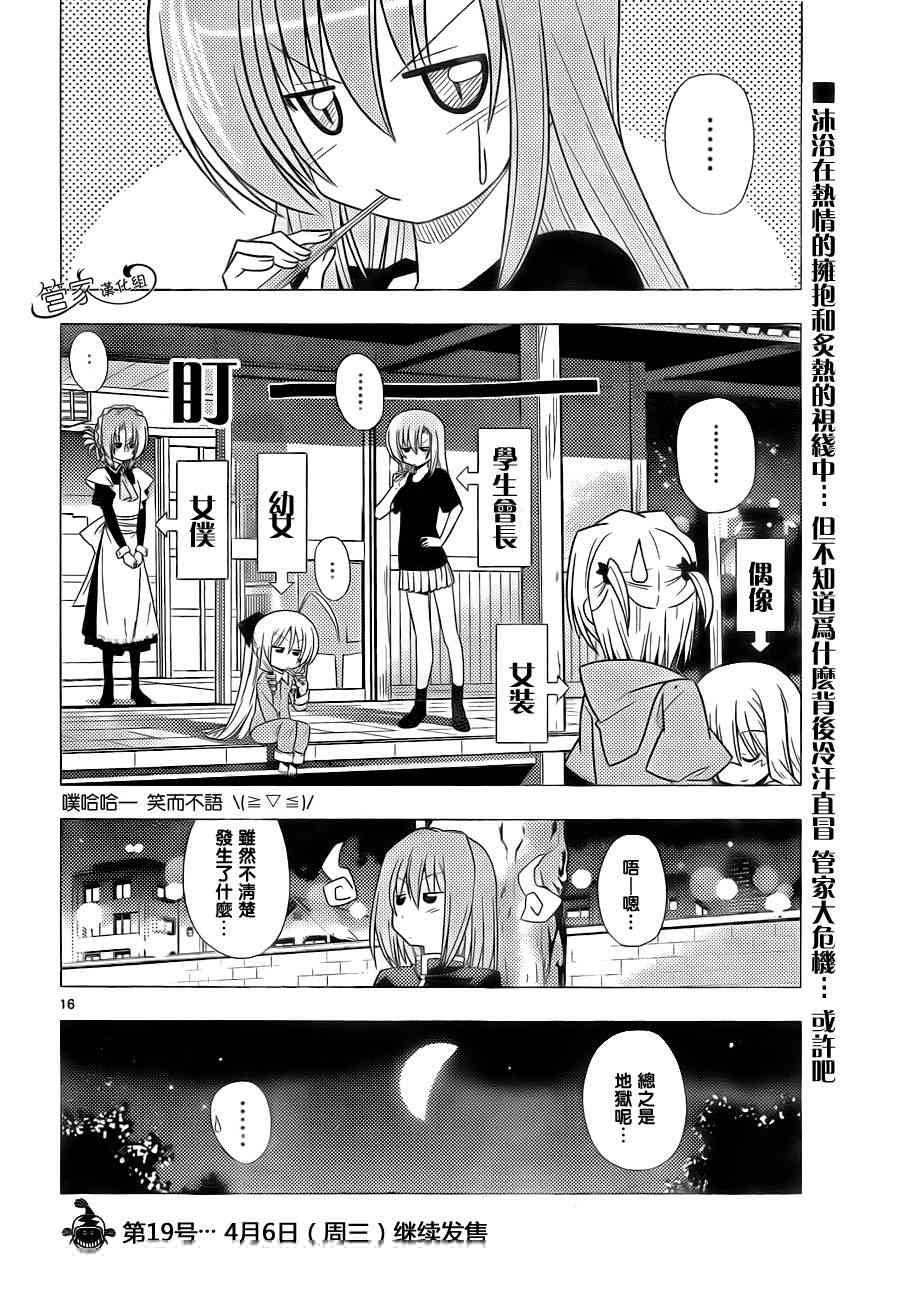 ■沐浴在熱情的擁抱和炙熱的視綫中… 但不知道爲什麽背後冷汗直冒 管家大危機… 或許吧
……
管家漢化組
……
偶像
女装
學生會長
……
盯━
幼女
…
女僕
…
噗哈哈— 笑而不語 \(≧▽≦)/
唔—嗯…
雖然不清楚
發生了什麼…
16
總之是
地獄呢…
……
第19号… 4月6日（周三）继续发售